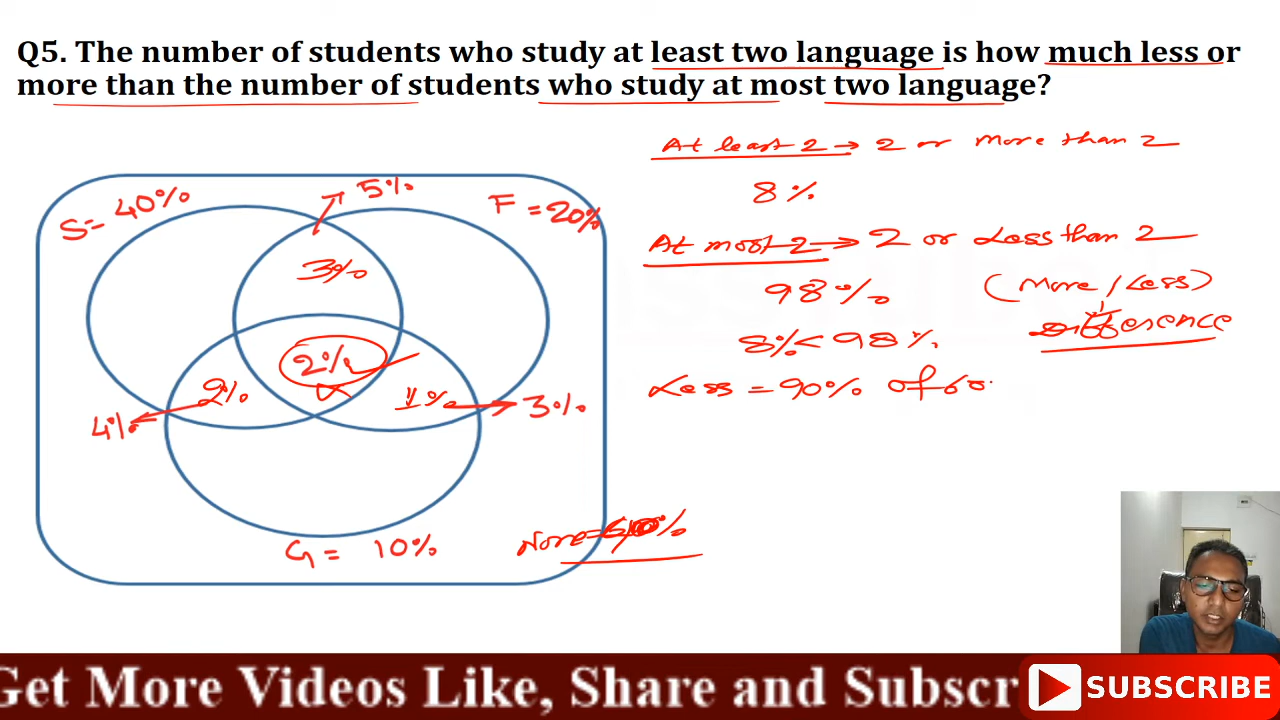 Q5. The number of students who study at least two language is how much less or
more than the number of students who study at most two language?
At least 2 → 2 or more than 2
8%
At most 2 → 2 or Less than 2
98%
(More / Less)
Difference
8% < 98%
Less = 90% of 60
S = 40%
5%
F = 20%
3%
2%
2%
1%
4%
3%
G = 10%
None =
Get More Videos Like, Share and Subscr
SUBSCRIBE